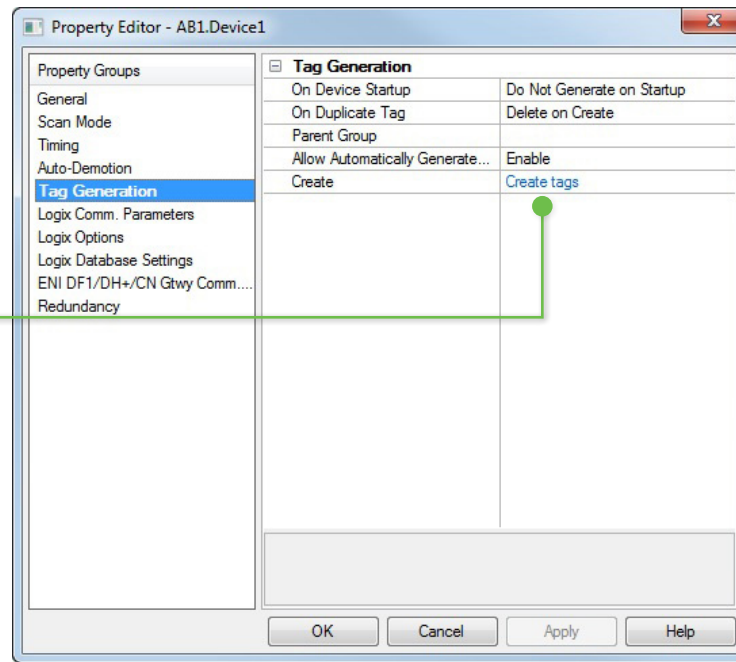 Property Editor - AB1.Device1
Property Groups
General
Scan Mode
Timing
Auto-Demotion
Tag Generation
Logix Comm. Parameters
Logix Options
Logix Database Settings
ENI DF1/DH+/CN Gtwy Comm....
Redundancy
Tag Generation
On Device Startup Do Not Generate on Startup
On Duplicate Tag Delete on Create
Parent Group
Allow Automatically Generate... Enable
Create Create tags
OK Cancel Apply Help